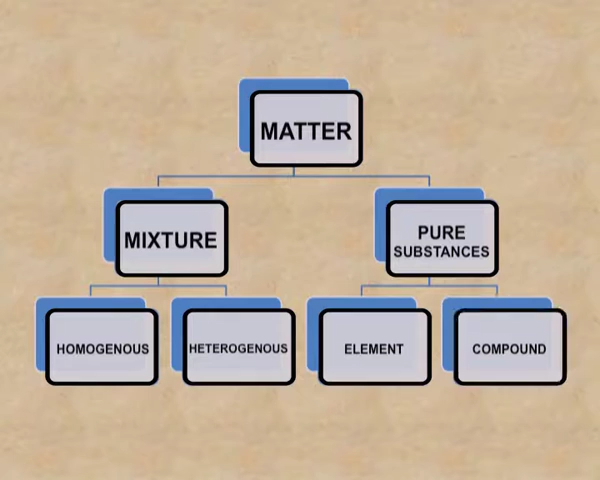 MATTER
MIXTURE
PURE
SUBSTANCES
HOMOGENOUS
HETEROGENOUS
ELEMENT
COMPOUND